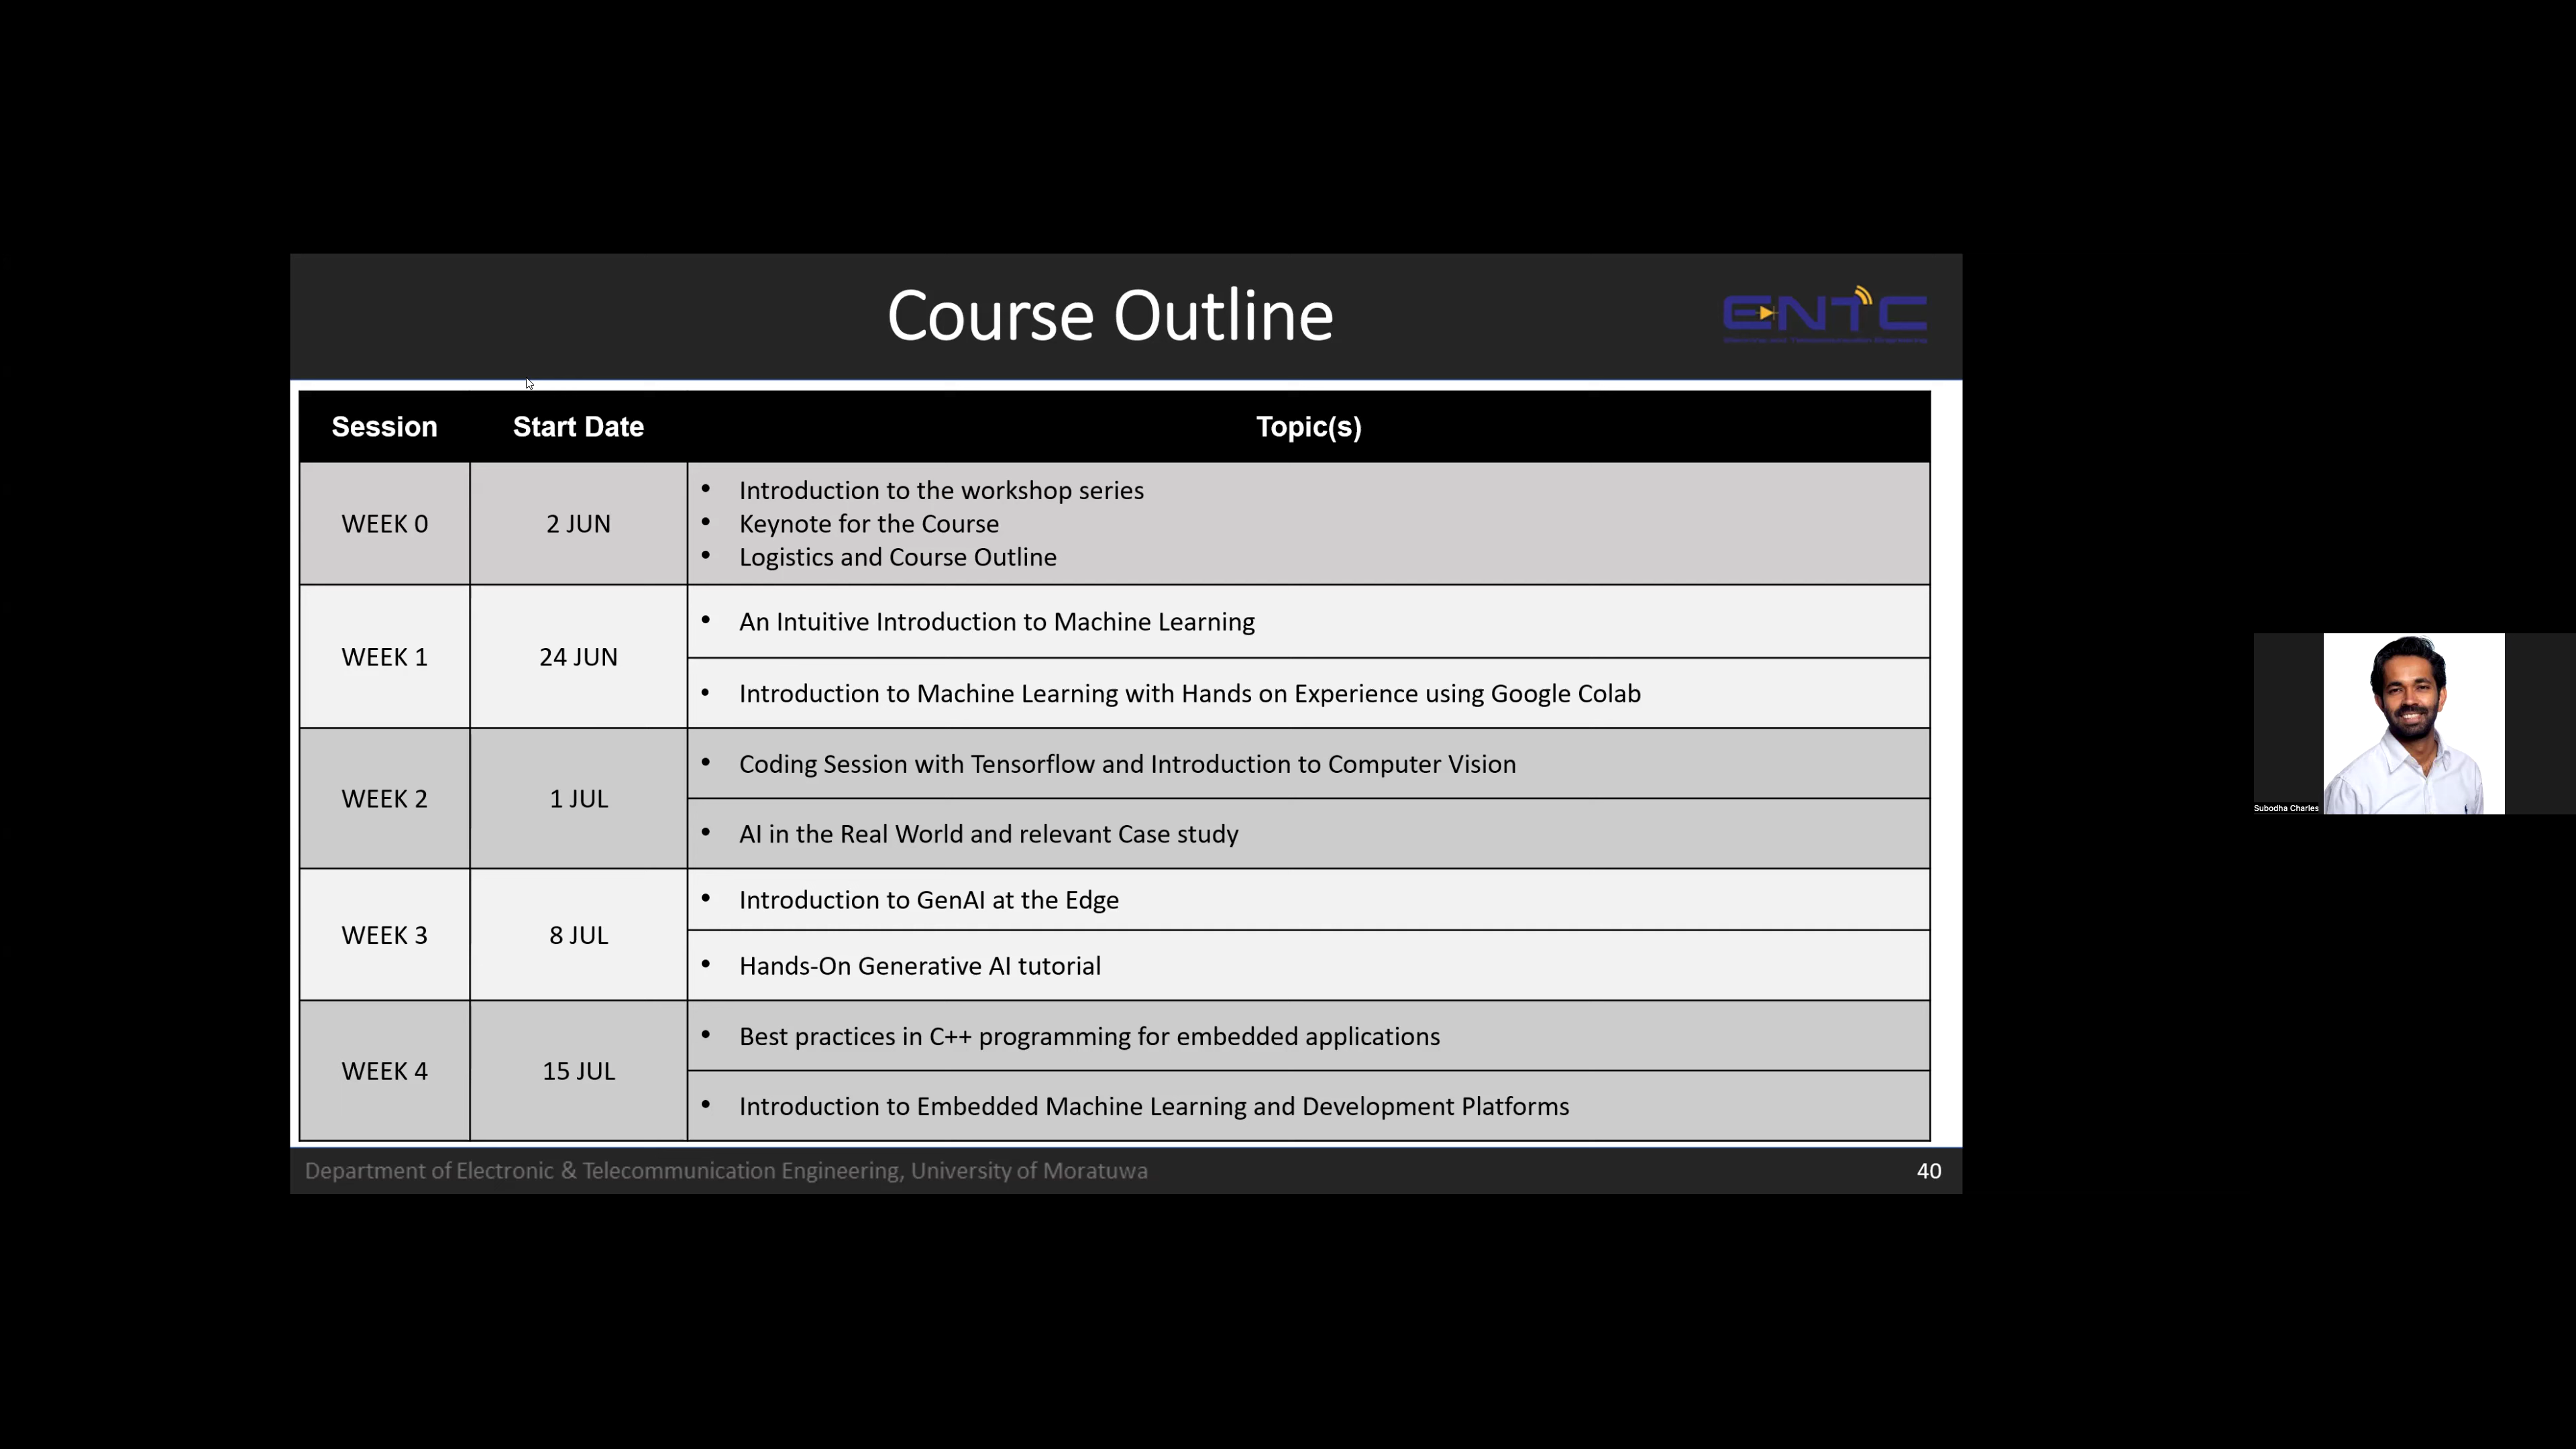 Course Outline
ENTC
Session Start Date Topic(s)
WEEK 0 2 JUN
• Introduction to the workshop series
• Keynote for the Course
• Logistics and Course Outline
WEEK 1 24 JUN
• An Intuitive Introduction to Machine Learning
• Introduction to Machine Learning with Hands on Experience using Google Colab
WEEK 2 1 JUL
• Coding Session with Tensorflow and Introduction to Computer Vision
• AI in the Real World and relevant Case study
WEEK 3 8 JUL
• Introduction to GenAI at the Edge
• Hands-On Generative AI tutorial
WEEK 4 15 JUL
• Best practices in C++ programming for embedded applications
• Introduction to Embedded Machine Learning and Development Platforms
Department of Electronic & Telecommunication Engineering, University of Moratuwa
40
Subodha Charles